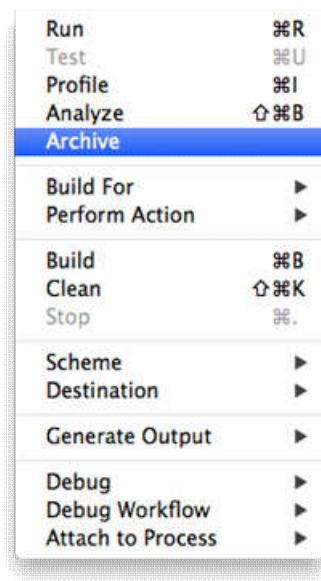 Run ⌘R
Test ⌘U
Profile ⌘I
Analyze ⇧⌘B
Archive
Build For ▶
Perform Action ▶
Build ⌘B
Clean ⇧⌘K
Stop ⌘.
Scheme ▶
Destination ▶
Generate Output ▶
Debug ▶
Debug Workflow ▶
Attach to Process ▶